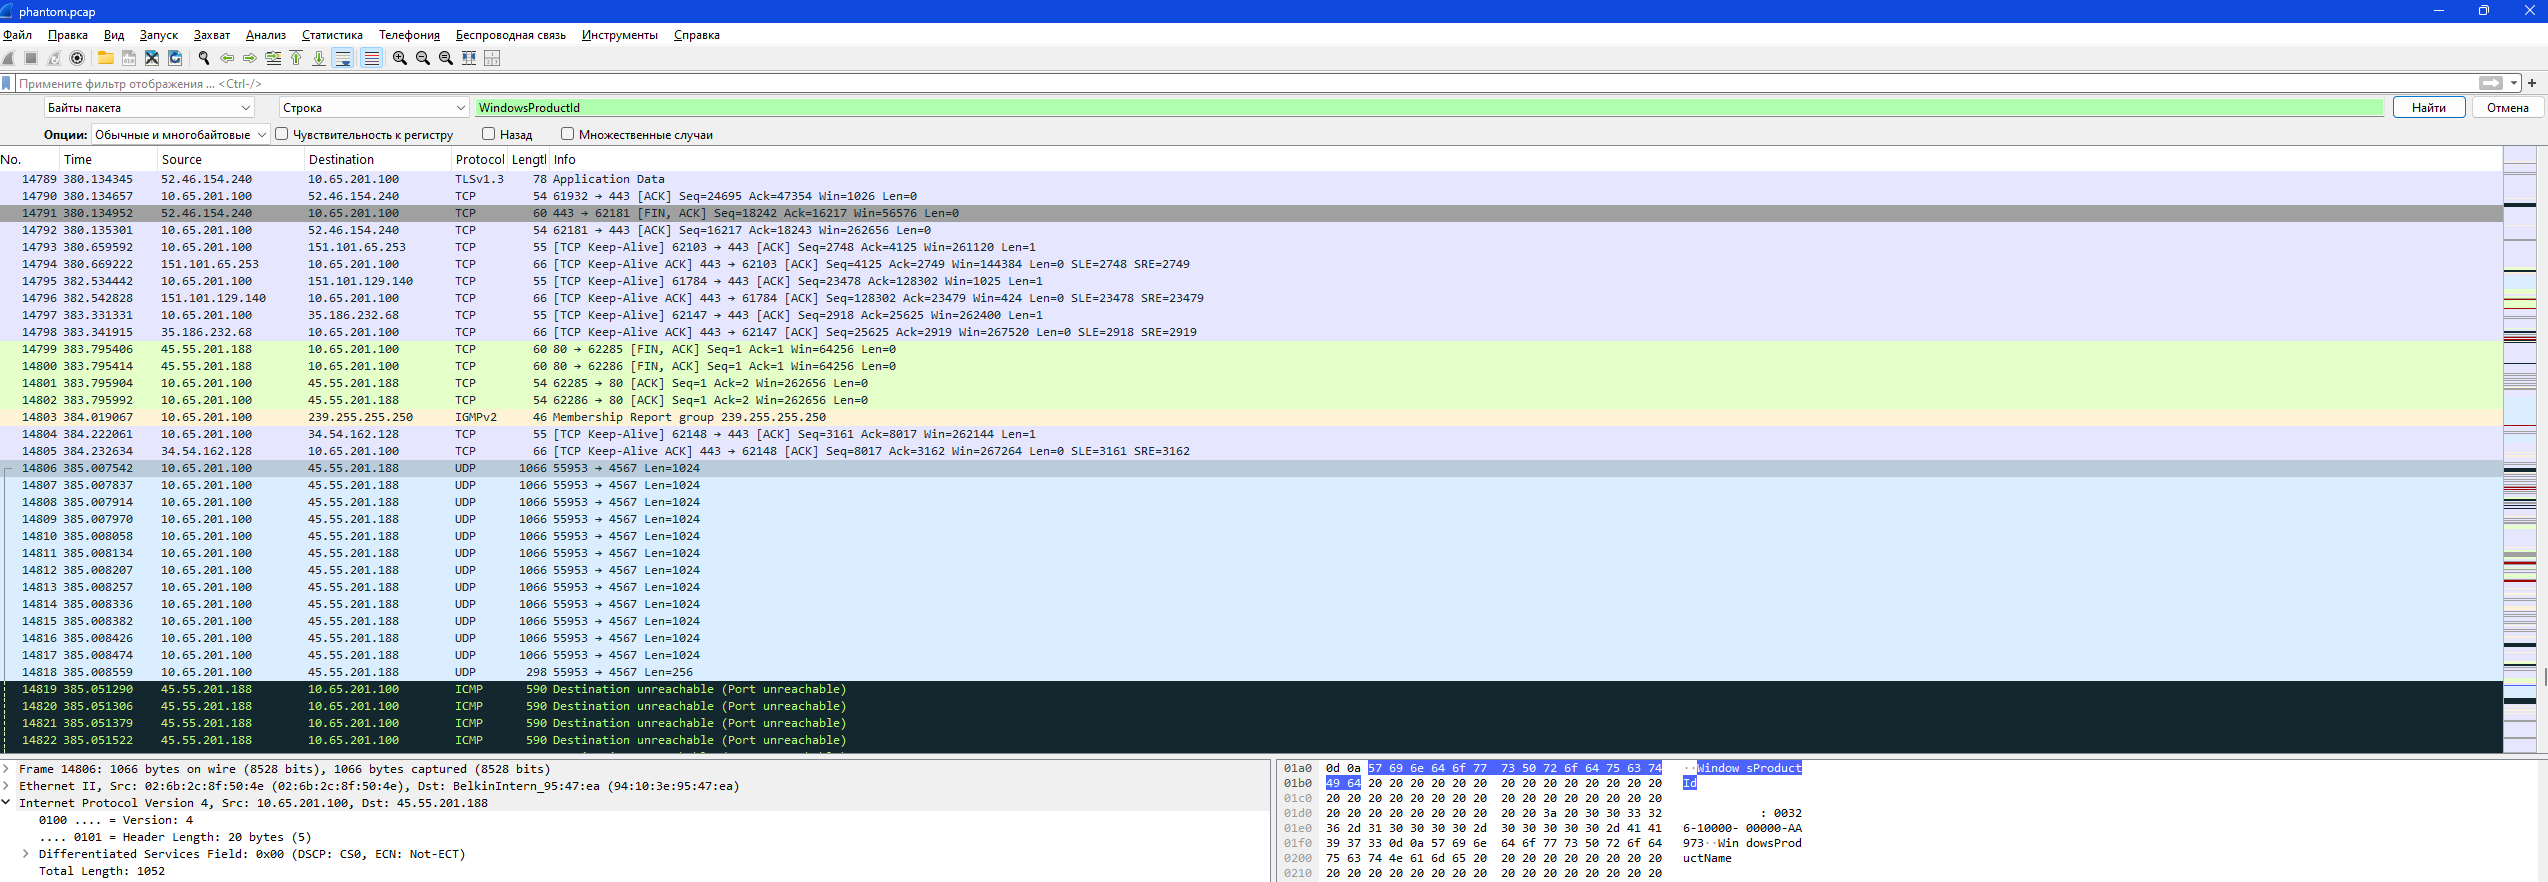 phantom.pcap
Файл Правка Вид Запуск Захват Анализ Статистика Телефония Беспроводная связь Инструменты Справка
Примените фильтр отображения ... <Ctrl-/>
Байты пакета Строка WindowsProductId Найти Отмена
Опции: Обычные и многобайтовые Чувствительность к регистру Назад Множественные случаи
No. Time Source Destination Protocol Lengtl Info
14789 380.134345 52.46.154.240 10.65.201.100 TLSv1.3 78 Application Data
14790 380.134657 10.65.201.100 52.46.154.240 TCP 54 61932 → 443 [ACK] Seq=24695 Ack=47354 Win=1026 Len=0
14791 380.134952 52.46.154.240 10.65.201.100 TCP 60 443 → 62181 [FIN, ACK] Seq=18242 Ack=16217 Win=56576 Len=0
14792 380.135301 10.65.201.100 52.46.154.240 TCP 54 62181 → 443 [ACK] Seq=16217 Ack=18243 Win=262656 Len=0
14793 380.659592 10.65.201.100 151.101.65.253 TCP 55 [TCP Keep-Alive] 62103 → 443 [ACK] Seq=2748 Ack=4125 Win=261120 Len=1
14794 380.669222 151.101.65.253 10.65.201.100 TCP 66 [TCP Keep-Alive ACK] 443 → 62103 [ACK] Seq=4125 Ack=2749 Win=144384 Len=0 SLE=2748 SRE=2749
14795 382.534442 10.65.201.100 151.101.129.140 TCP 55 [TCP Keep-Alive] 61784 → 443 [ACK] Seq=23478 Ack=128302 Win=1025 Len=1
14796 382.542828 151.101.129.140 10.65.201.100 TCP 66 [TCP Keep-Alive ACK] 443 → 61784 [ACK] Seq=128302 Ack=23479 Win=424 Len=0 SLE=23478 SRE=23479
14797 383.331331 10.65.201.100 35.186.232.68 TCP 55 [TCP Keep-Alive] 62147 → 443 [ACK] Seq=2918 Ack=25625 Win=262400 Len=1
14798 383.341915 35.186.232.68 10.65.201.100 TCP 66 [TCP Keep-Alive ACK] 443 → 62147 [ACK] Seq=25625 Ack=2919 Win=267520 Len=0 SLE=2918 SRE=2919
14799 383.795406 45.55.201.188 10.65.201.100 TCP 60 80 → 62285 [FIN, ACK] Seq=1 Ack=1 Win=64256 Len=0
14800 383.795414 45.55.201.188 10.65.201.100 TCP 60 80 → 62286 [FIN, ACK] Seq=1 Ack=1 Win=64256 Len=0
14801 383.795904 10.65.201.100 45.55.201.188 TCP 54 62285 → 80 [ACK] Seq=1 Ack=2 Win=262656 Len=0
14802 383.795992 10.65.201.100 45.55.201.188 TCP 54 62286 → 80 [ACK] Seq=1 Ack=2 Win=262656 Len=0
14803 384.019067 10.65.201.100 239.255.255.250 IGMPv2 46 Membership Report group 239.255.255.250
14804 384.222061 10.65.201.100 34.54.162.128 TCP 55 [TCP Keep-Alive] 62148 → 443 [ACK] Seq=3161 Ack=8017 Win=262144 Len=1
14805 384.232634 34.54.162.128 10.65.201.100 TCP 66 [TCP Keep-Alive ACK] 443 → 62148 [ACK] Seq=8017 Ack=3162 Win=267264 Len=0 SLE=3161 SRE=3162
14806 385.007542 10.65.201.100 45.55.201.188 UDP 1066 55953 → 4567 Len=1024
14807 385.007837 10.65.201.100 45.55.201.188 UDP 1066 55953 → 4567 Len=1024
14808 385.007914 10.65.201.100 45.55.201.188 UDP 1066 55953 → 4567 Len=1024
14809 385.007970 10.65.201.100 45.55.201.188 UDP 1066 55953 → 4567 Len=1024
14810 385.008058 10.65.201.100 45.55.201.188 UDP 1066 55953 → 4567 Len=1024
14811 385.008134 10.65.201.100 45.55.201.188 UDP 1066 55953 → 4567 Len=1024
14812 385.008207 10.65.201.100 45.55.201.188 UDP 1066 55953 → 4567 Len=1024
14813 385.008257 10.65.201.100 45.55.201.188 UDP 1066 55953 → 4567 Len=1024
14814 385.008336 10.65.201.100 45.55.201.188 UDP 1066 55953 → 4567 Len=1024
14815 385.008382 10.65.201.100 45.55.201.188 UDP 1066 55953 → 4567 Len=1024
14816 385.008426 10.65.201.100 45.55.201.188 UDP 1066 55953 → 4567 Len=1024
14817 385.008474 10.65.201.100 45.55.201.188 UDP 1066 55953 → 4567 Len=1024
14818 385.008559 10.65.201.100 45.55.201.188 UDP 298 55953 → 4567 Len=256
14819 385.051290 45.55.201.188 10.65.201.100 ICMP 590 Destination unreachable (Port unreachable)
14820 385.051306 45.55.201.188 10.65.201.100 ICMP 590 Destination unreachable (Port unreachable)
14821 385.051379 45.55.201.188 10.65.201.100 ICMP 590 Destination unreachable (Port unreachable)
14822 385.051522 45.55.201.188 10.65.201.100 ICMP 590 Destination unreachable (Port unreachable)
Frame 14806: 1066 bytes on wire (8528 bits), 1066 bytes captured (8528 bits)
Ethernet II, Src: 02:6b:2c:8f:50:4e (02:6b:2c:8f:50:4e), Dst: BelkinIntern_95:47:ea (94:10:3e:95:47:ea)
Internet Protocol Version 4, Src: 10.65.201.100, Dst: 45.55.201.188
0100 .... = Version: 4
.... 0101 = Header Length: 20 bytes (5)
Differentiated Services Field: 0x00 (DSCP: CS0, ECN: Not-ECT)
Total Length: 1052
01a0 0d 0a 57 69 6e 64 6f 77 73 50 72 6f 64 75 63 74 ··Window sProduct
01b0 49 64 20 20 20 20 20 20 20 20 20 20 20 20 20 20 Id
01c0 20 20 20 20 20 20 20 20 20 20 20 20 20 20 20 20
01d0 20 20 20 20 20 20 20 20 20 20 3a 20 30 30 33 32 : 0032
01e0 36 2d 31 30 30 30 30 2d 30 30 30 30 30 2d 41 41 6-10000- 00000-AA
01f0 39 37 33 0d 0a 57 69 6e 64 6f 77 73 50 72 6f 64 973··Win dowsProd
0200 75 63 74 4e 61 6d 65 20 20 20 20 20 20 20 20 20 uctName
0210 20 20 20 20 20 20 20 20 20 20 20 20 20 20 20 20